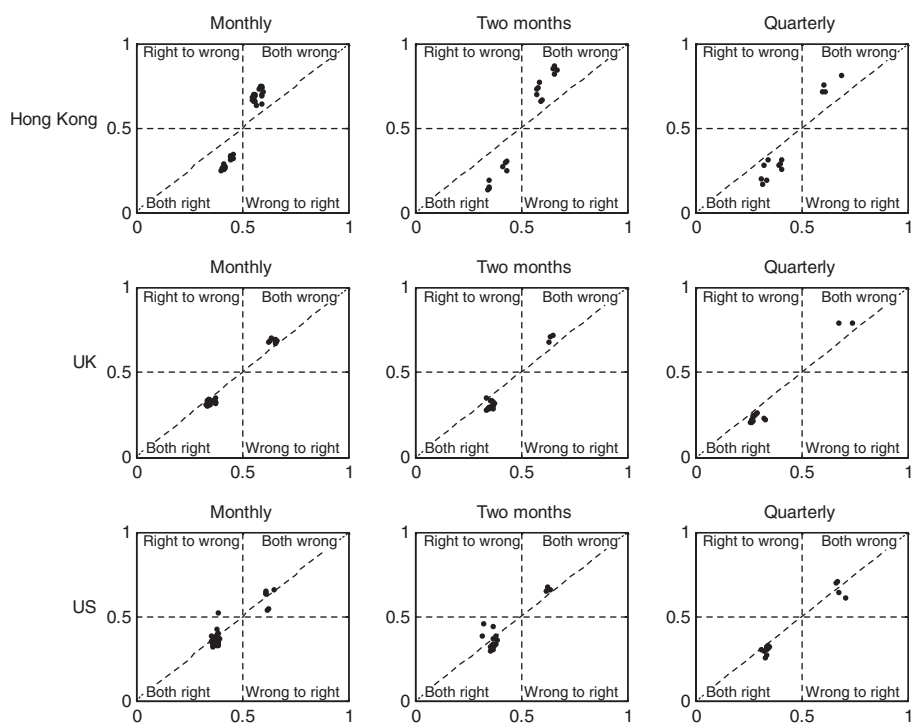 Monthly Two months Quarterly
1 1 1
Right to wrong Both wrong Right to wrong Both wrong Right to wrong Both wrong
Hong Kong 0.5 0.5 0.5
Both right Wrong to right Both right Wrong to right Both right Wrong to right
0 0 0
0 0.5 1 0 0.5 1 0 0.5 1
Monthly Two months Quarterly
1 1 1
Right to wrong Both wrong Right to wrong Both wrong Right to wrong Both wrong
UK 0.5 0.5 0.5
Both right Wrong to right Both right Wrong to right Both right Wrong to right
0 0 0
0 0.5 1 0 0.5 1 0 0.5 1
Monthly Two months Quarterly
1 1 1
Right to wrong Both wrong Right to wrong Both wrong Right to wrong Both wrong
US 0.5 0.5 0.5
Both right Wrong to right Both right Wrong to right Both right Wrong to right
0 0 0
0 0.5 1 0 0.5 1 0 0.5 1